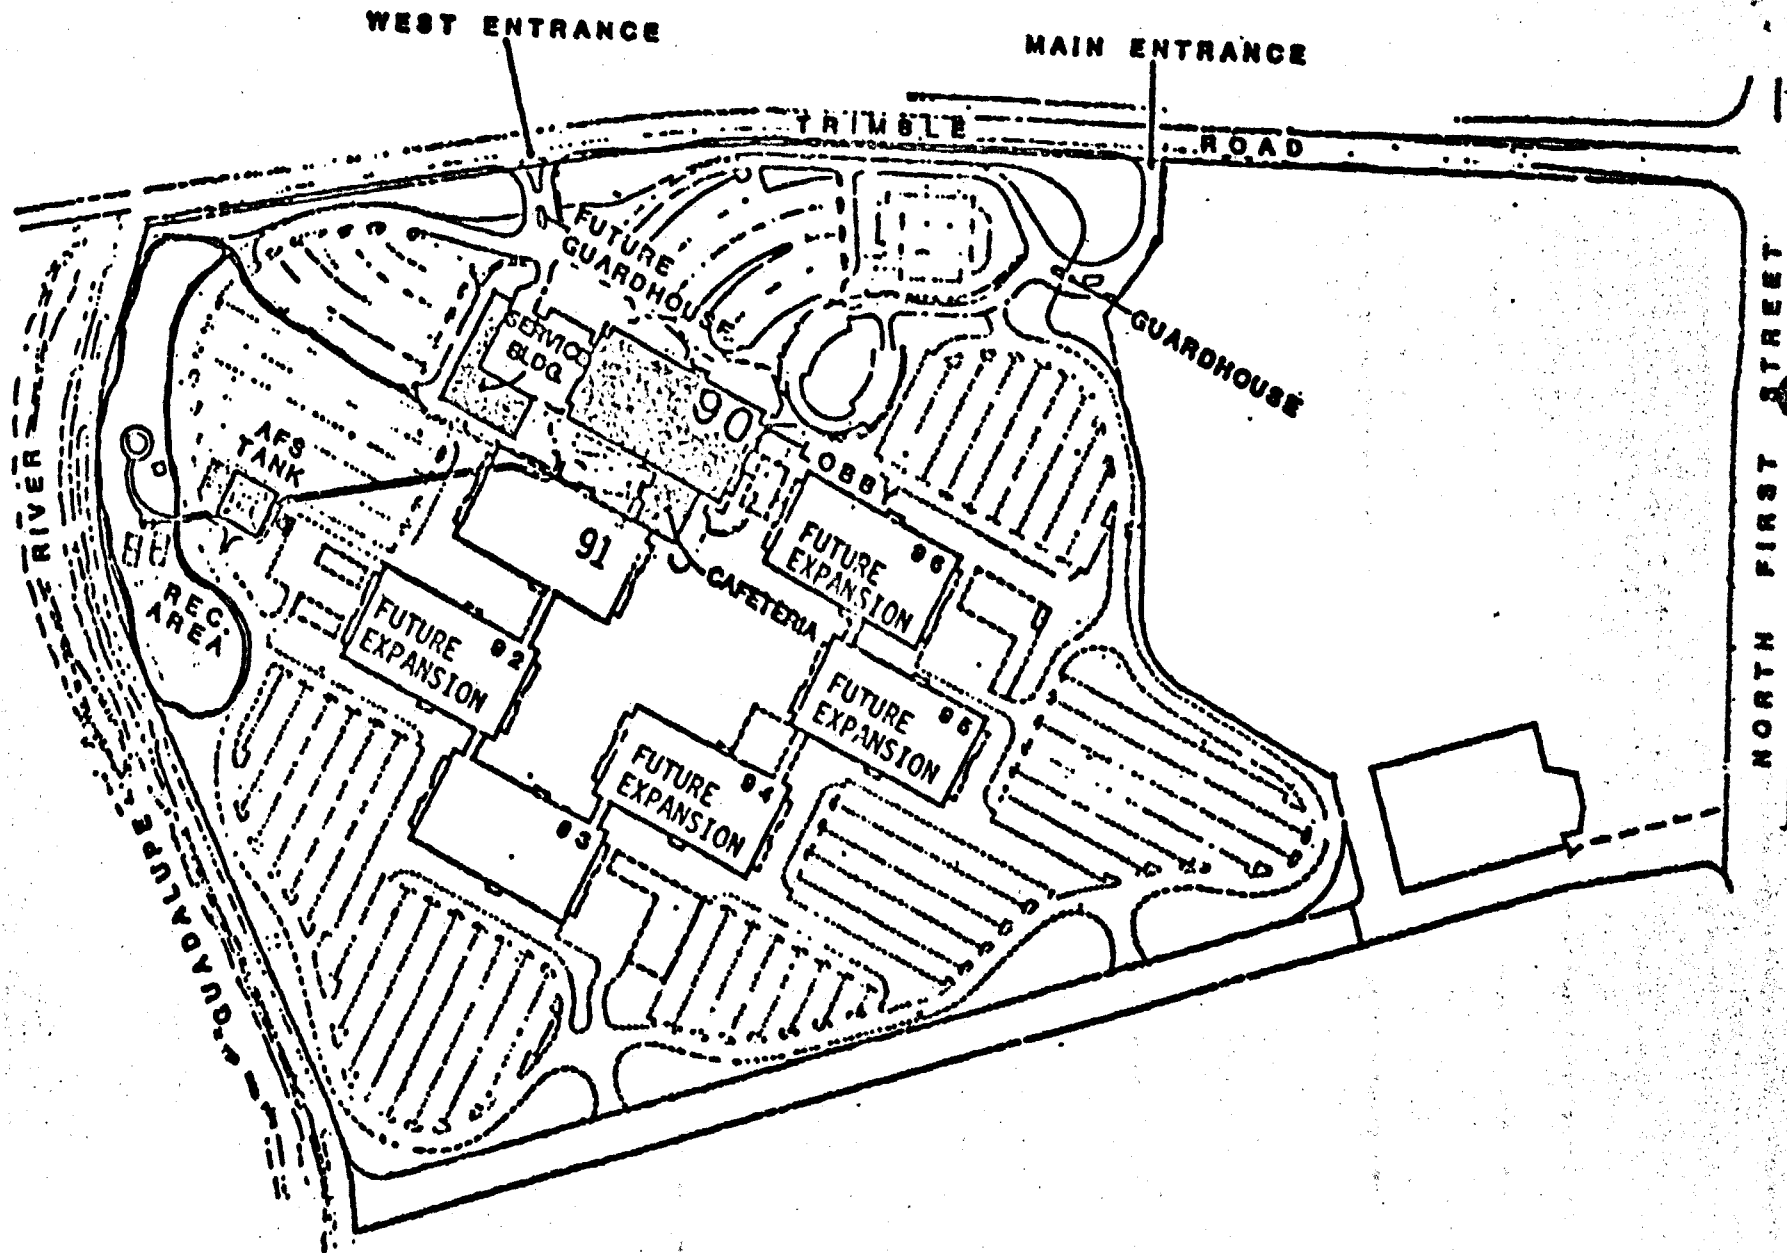 WEST ENTRANCE
MAIN ENTRANCE
TRIMBLE ROAD
FUTURE
GUARDHOUSE
GUARDHOUSE
NORTH FIRST STREET
SERVICE
BLDG.
90
LOBBY
AFS
TANK
RIVER
91
CAFETERIA
REC.
AREA
FUTURE
EXPANSION
96
FUTURE
EXPANSION
92
FUTURE
EXPANSION
95
FUTURE
EXPANSION
94
93
GUADALUPE